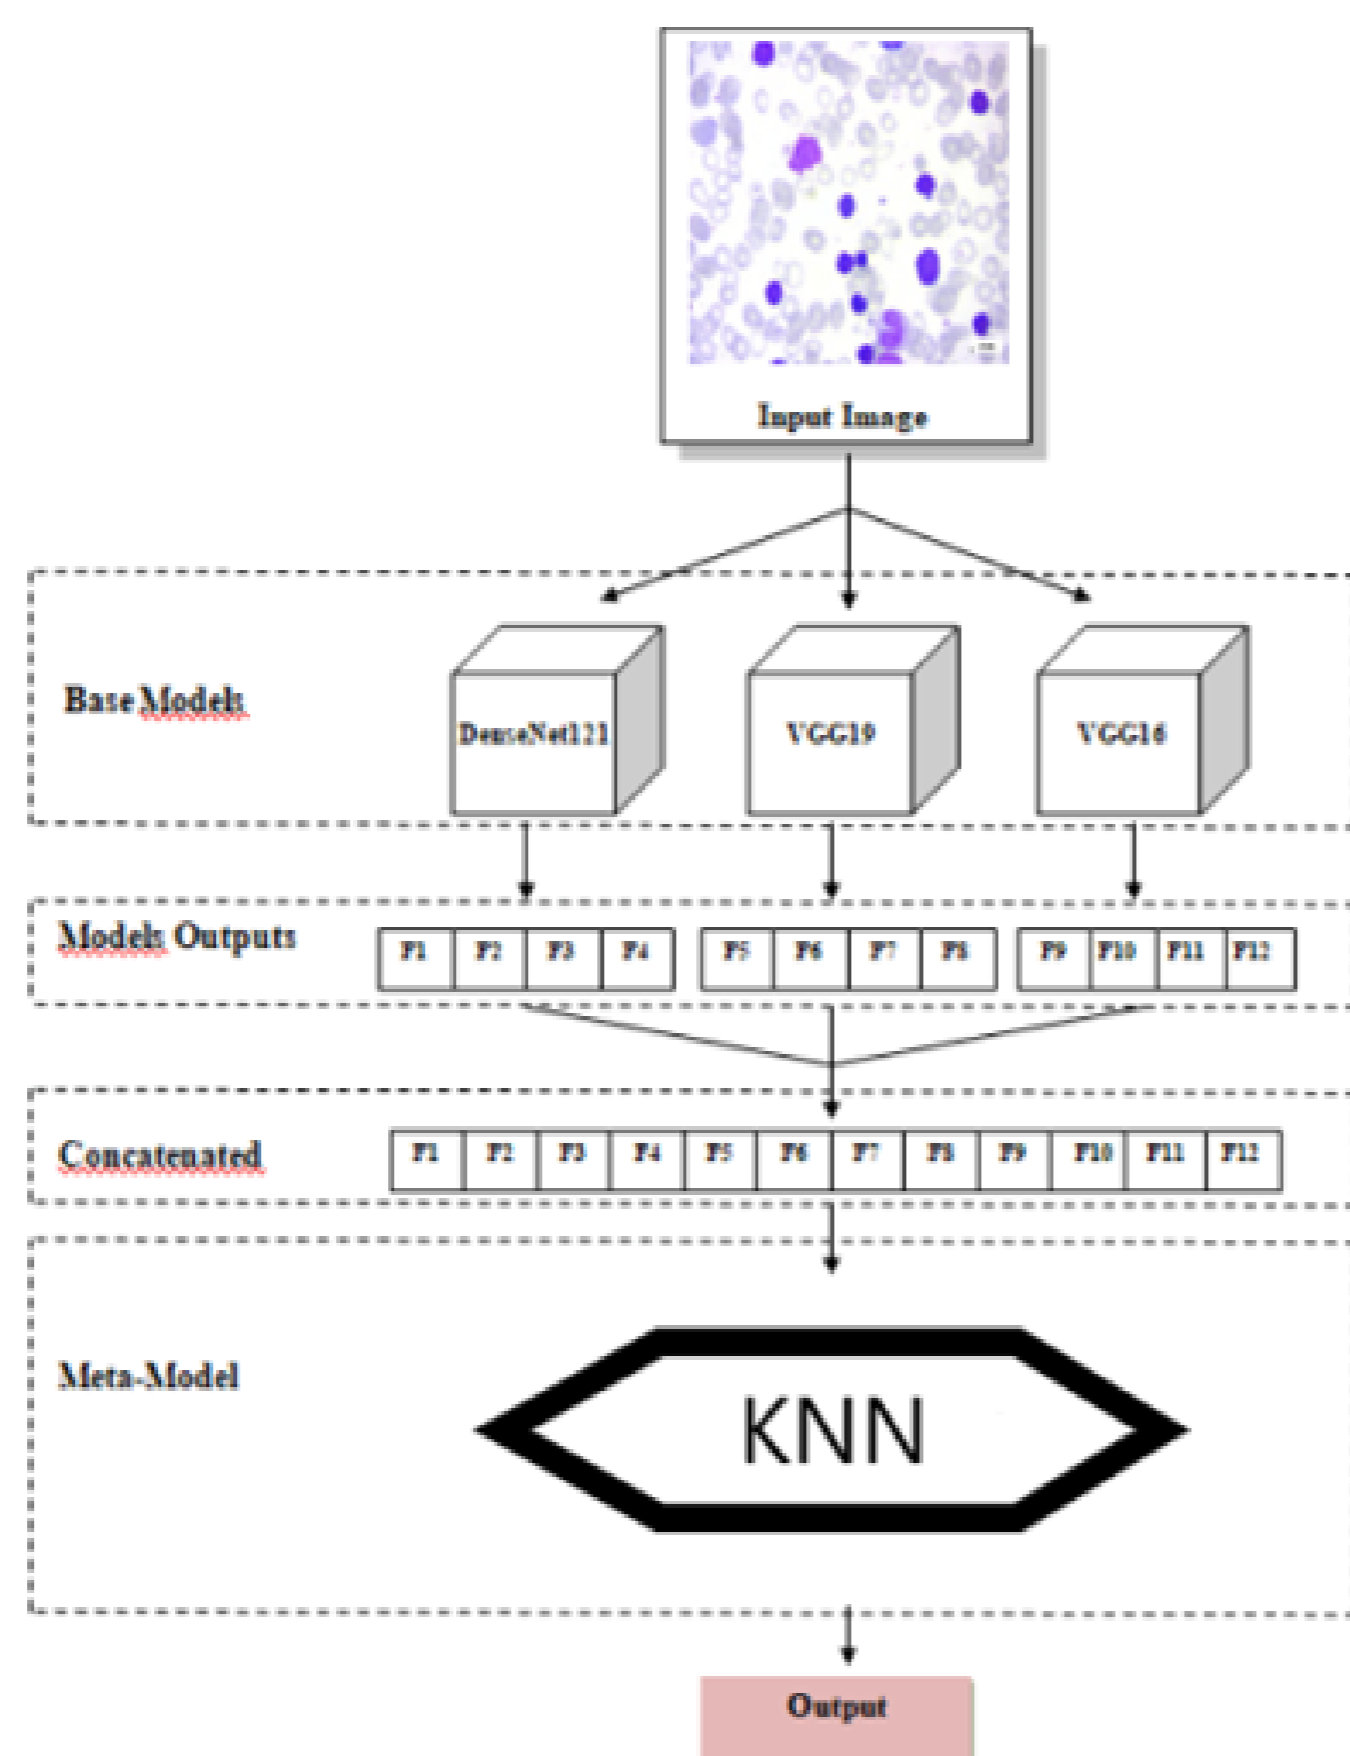 Input Image
Base Models
DenseNet121 VGG19 VGG16
Models Outputs
F1 F2 F3 F4 F5 F6 F7 F8 F9 F10 F11 F12
Concatenated
F1 F2 F3 F4 F5 F6 F7 F8 F9 F10 F11 F12
Meta-Model
KNN
Output